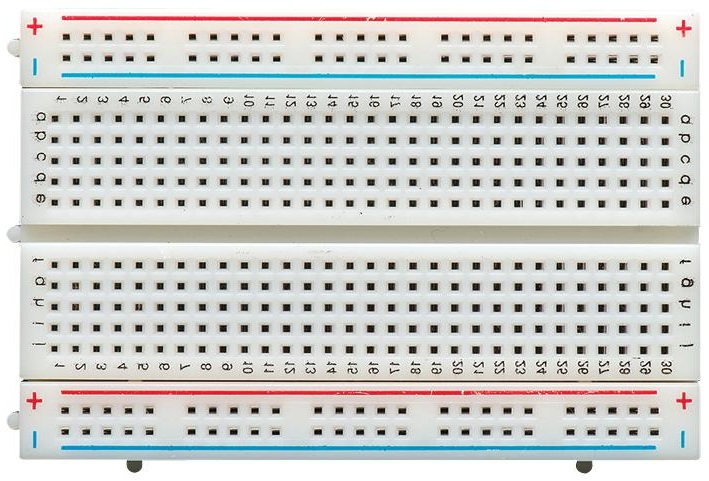 + +
− −
1 2 3 4 5 6 7 8 9 10 11 12 13 14 15 16 17 18 19 20 21 22 23 24 25 26 27 28 29 30
a a
b b
c c
d d
e e
f f
g g
h h
i i
j j
1 2 3 4 5 6 7 8 9 10 11 12 13 14 15 16 17 18 19 20 21 22 23 24 25 26 27 28 29 30
+ +
− −